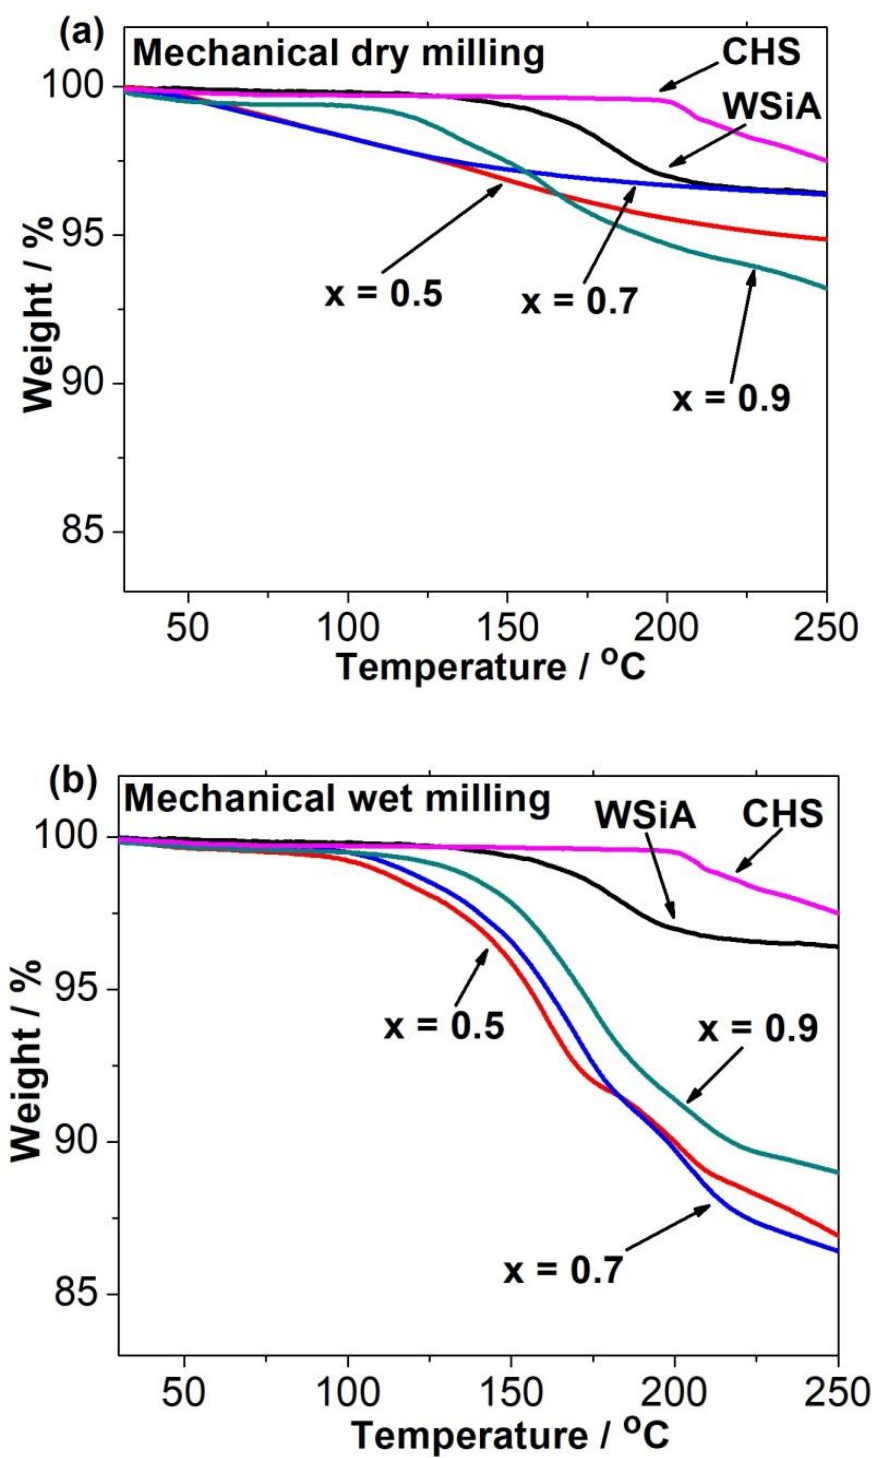 (a)
Mechanical dry milling
CHS
WSiA
100
95
90
85
Weight / %
x = 0.5
x = 0.7
x = 0.9
50 100 150 200 250
Temperature / °C
(b)
Mechanical wet milling
WSiA
CHS
100
95
90
85
Weight / %
x = 0.5
x = 0.9
x = 0.7
50 100 150 200 250
Temperature / °C